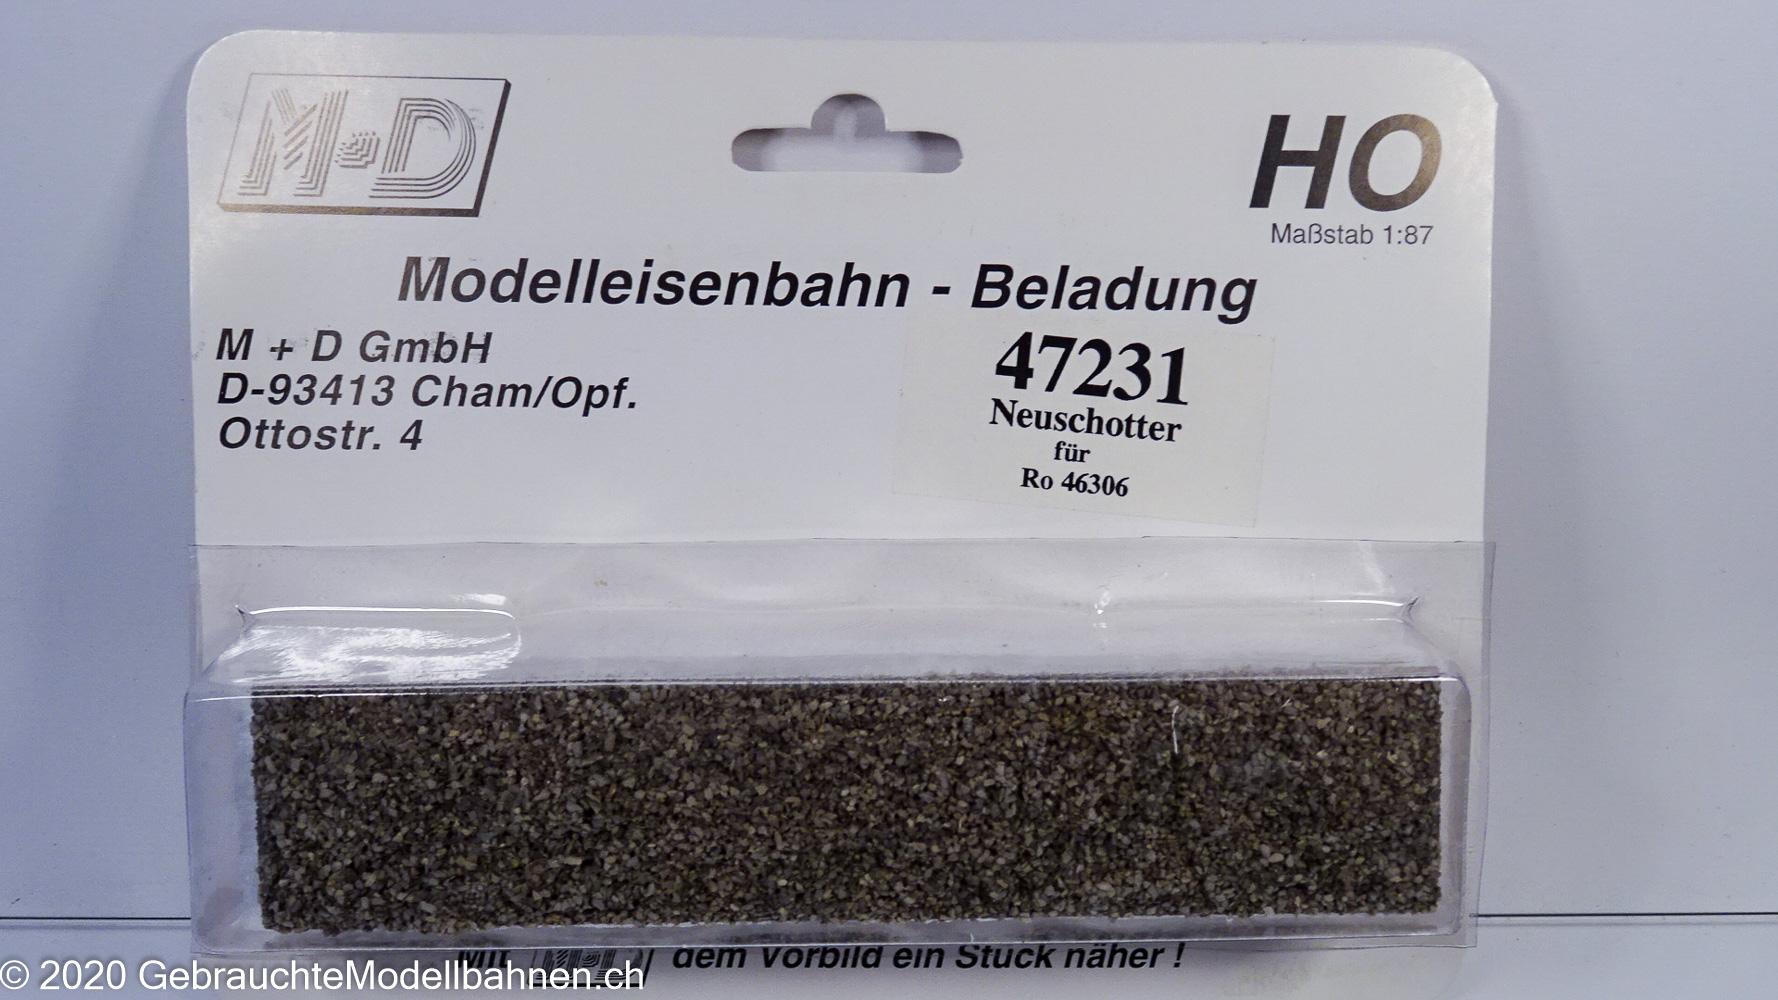 M+D
HO
Maßstab 1:87
Modelleisenbahn - Beladung
M + D GmbH
D-93413 Cham/Opf.
Ottostr. 4
47231
Neuschotter
für
Ro 46306
Mit M+D dem Vorbild ein Stück näher !
© 2020 GebrauchteModellbahnen.ch